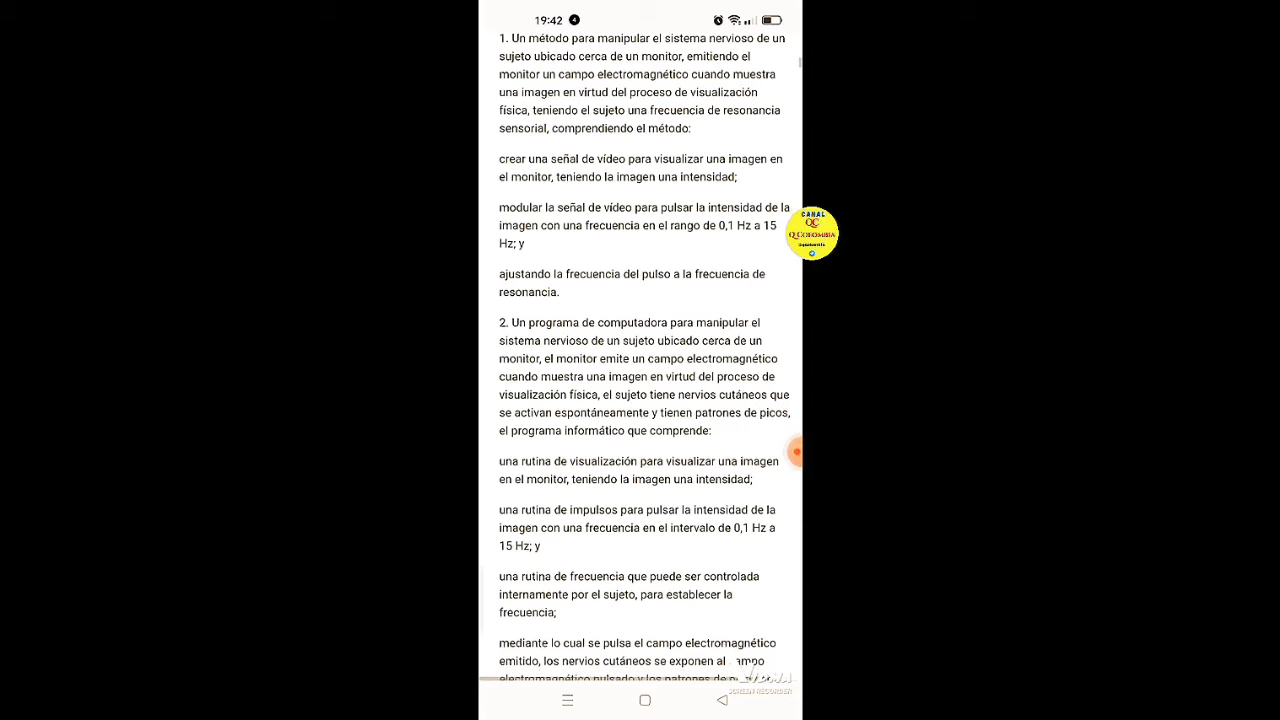 19:42
1. Un método para manipular el sistema nervioso de un
sujeto ubicado cerca de un monitor, emitiendo el
monitor un campo electromagnético cuando muestra
una imagen en virtud del proceso de visualización
física, teniendo el sujeto una frecuencia de resonancia
sensorial, comprendiendo el método:
crear una señal de vídeo para visualizar una imagen en
el monitor, teniendo la imagen una intensidad;
modular la señal de vídeo para pulsar la intensidad de la
imagen con una frecuencia en el rango de 0,1 Hz a 15
Hz; y
ajustando la frecuencia del pulso a la frecuencia de
resonancia.
2. Un programa de computadora para manipular el
sistema nervioso de un sujeto ubicado cerca de un
monitor, el monitor emite un campo electromagnético
cuando muestra una imagen en virtud del proceso de
visualización física, el sujeto tiene nervios cutáneos que
se activan espontáneamente y tienen patrones de picos,
el programa informático que comprende:
una rutina de visualización para visualizar una imagen
en el monitor, teniendo la imagen una intensidad;
una rutina de impulsos para pulsar la intensidad de la
imagen con una frecuencia en el intervalo de 0,1 Hz a
15 Hz; y
una rutina de frecuencia que puede ser controlada
internamente por el sujeto, para establecer la
frecuencia;
mediante lo cual se pulsa el campo electromagnético
emitido, los nervios cutáneos se exponen al campo
electromagnético pulsado y los patrones de
CANAL
QC
Q COLOMBIA
SCREEN RECORDER